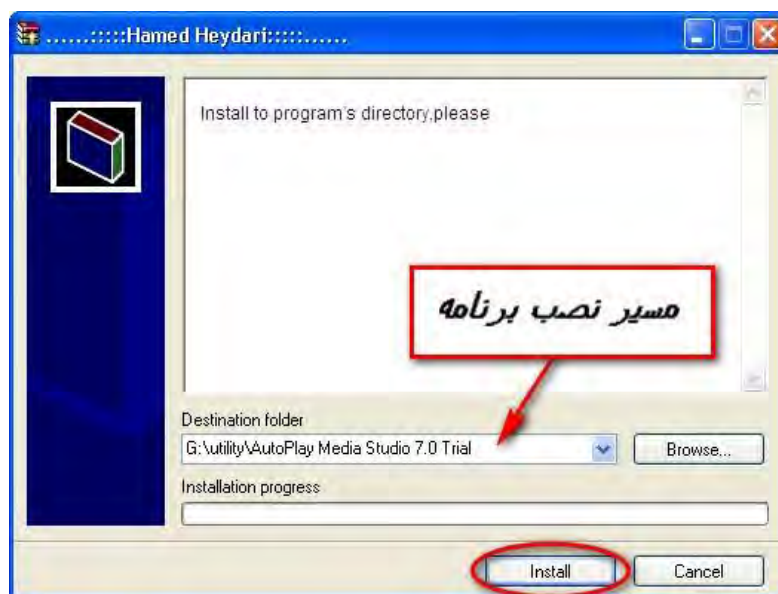 ......:::::Hamed Heydari:::::......
Install to program's directory,please
مسیر نصب برنامه
Destination folder
G:\utility\AutoPlay Media Studio 7.0 Trial
Browse...
Installation progress
Install
Cancel